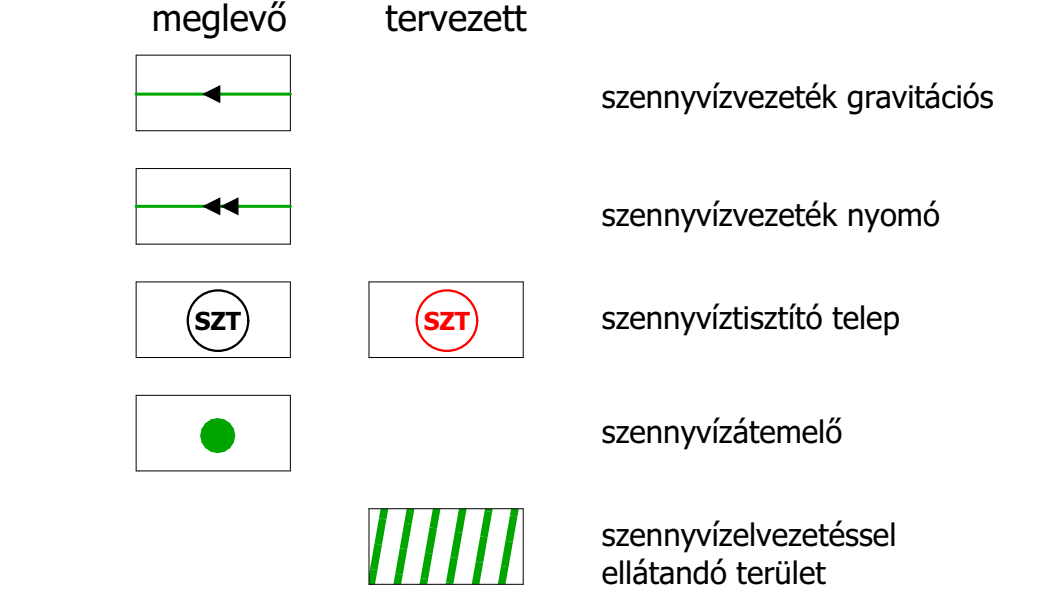 meglevő tervezett
szennyvízvezeték gravitációs
szennyvízvezeték nyomó
SZT SZT szennyvíztisztító telep
szennyvízátemelő
szennyvízelvezetéssel
ellátandó terület